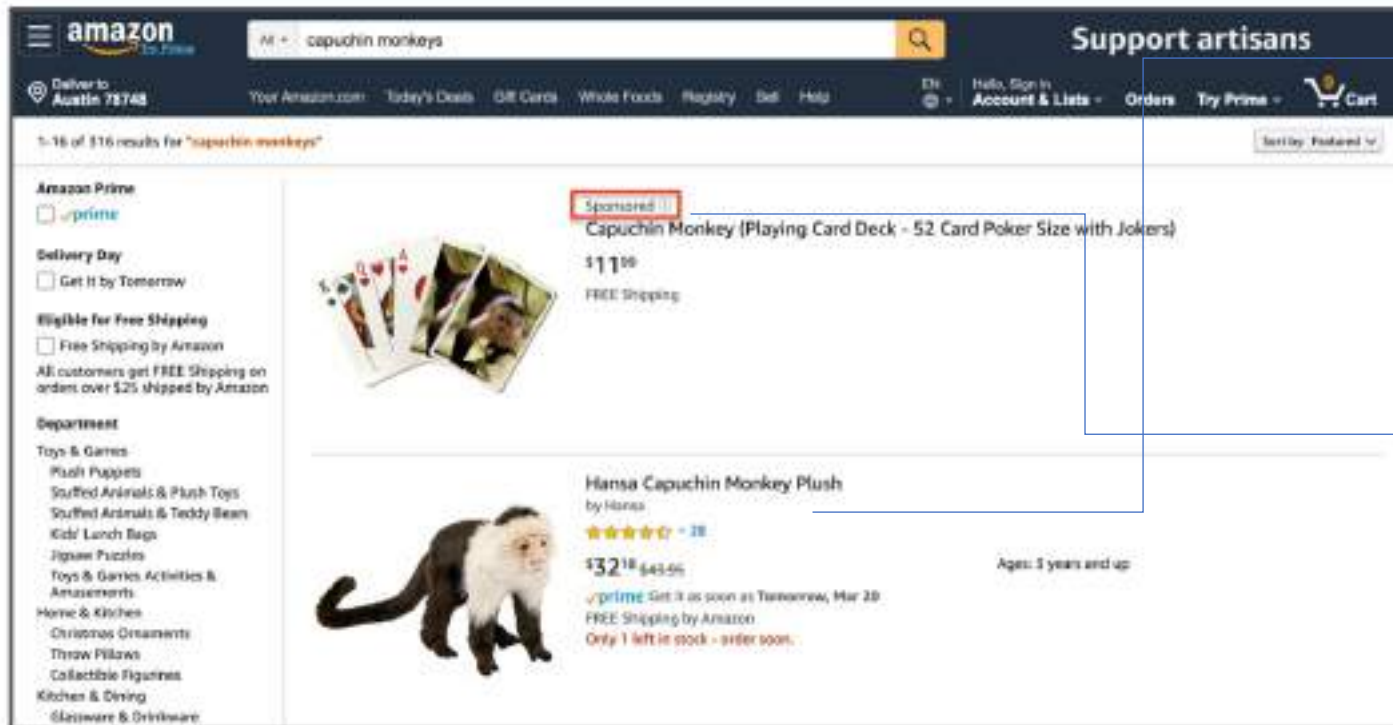 amazon
Try Prime
All
capuchin monkeys
Support artisans
Deliver to
Austin 78748
Your Amazon.com Today's Deals Gift Cards Whole Foods Registry Sell Help
EN
Hello, Sign in
Account & Lists Orders Try Prime 0 Cart
1-16 of 316 results for "capuchin monkeys"
Sort by Featured
Amazon Prime
prime
Delivery Day
Get It by Tomorrow
Eligible for Free Shipping
Free Shipping by Amazon
All customers get FREE Shipping on
orders over $25 shipped by Amazon
Department
Toys & Games
Plush Puppets
Stuffed Animals & Plush Toys
Stuffed Animals & Teddy Bears
Kids' Lunch Bags
Jigsaw Puzzles
Toys & Games Activities &
Amusements
Home & Kitchen
Christmas Ornaments
Throw Pillows
Collectible Figurines
Kitchen & Dining
Glassware & Drinkware
Sponsored
Capuchin Monkey (Playing Card Deck - 52 Card Poker Size with Jokers)
$11.99
FREE Shipping
Hansa Capuchin Monkey Plush
by Hansa
28
$32.18 $43.95
prime Get it as soon as Tomorrow, Mar 20
FREE Shipping by Amazon
Only 1 left in stock - order soon.
Ages: 3 years and up